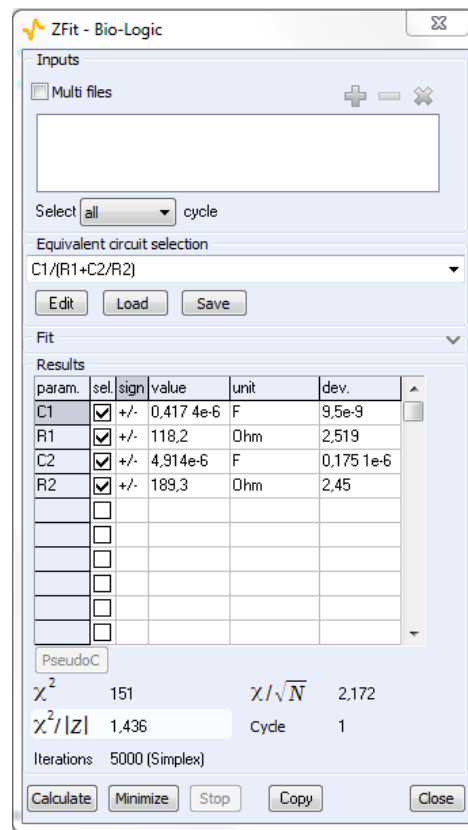 ZFit - Bio-Logic
Inputs
Multi files
Select all cycle
Equivalent circuit selection
C1/(R1+C2/R2)
Edit Load Save
Fit
Results
param. sel. sign value unit dev.
C1 +/- 0,417 4e-6 F 9,5e-9
R1 +/- 118,2 Ohm 2,519
C2 +/- 4,914e-6 F 0,175 1e-6
R2 +/- 189,3 Ohm 2,45
PseudoC
χ² 151 χ/√N 2,172
χ²/|Z| 1,436 Cycle 1
Iterations 5000 (Simplex)
Calculate Minimize Stop Copy Close